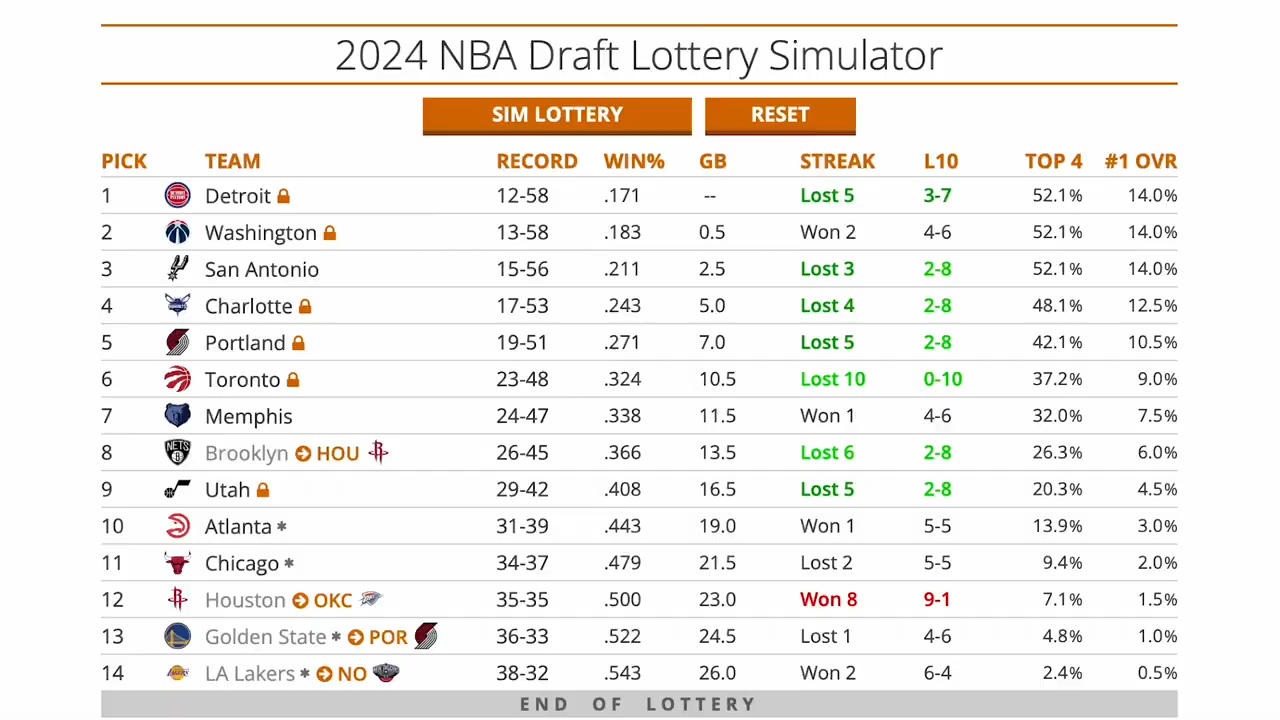 2024 NBA Draft Lottery Simulator
SIM LOTTERY RESET
PICK TEAM RECORD WIN% GB STREAK L10 TOP 4 #1 OVR
1 Detroit 12-58 .171 -- Lost 5 3-7 52.1% 14.0%
2 Washington 13-58 .183 0.5 Won 2 4-6 52.1% 14.0%
3 San Antonio 15-56 .211 2.5 Lost 3 2-8 52.1% 14.0%
4 Charlotte 17-53 .243 5.0 Lost 4 2-8 48.1% 12.5%
5 Portland 19-51 .271 7.0 Lost 5 2-8 42.1% 10.5%
6 Toronto 23-48 .324 10.5 Lost 10 0-10 37.2% 9.0%
7 Memphis 24-47 .338 11.5 Won 1 4-6 32.0% 7.5%
8 NETS B Brooklyn HOU R 26-45 .366 13.5 Lost 6 2-8 26.3% 6.0%
9 Utah 29-42 .408 16.5 Lost 5 2-8 20.3% 4.5%
10 Atlanta * 31-39 .443 19.0 Won 1 5-5 13.9% 3.0%
11 Chicago * 34-37 .479 21.5 Lost 2 5-5 9.4% 2.0%
12 R Houston OKC 35-35 .500 23.0 Won 8 9-1 7.1% 1.5%
13 Golden State * POR 36-33 .522 24.5 Lost 1 4-6 4.8% 1.0%
14 LA Lakers * NO 38-32 .543 26.0 Won 2 6-4 2.4% 0.5%
END OF LOTTERY